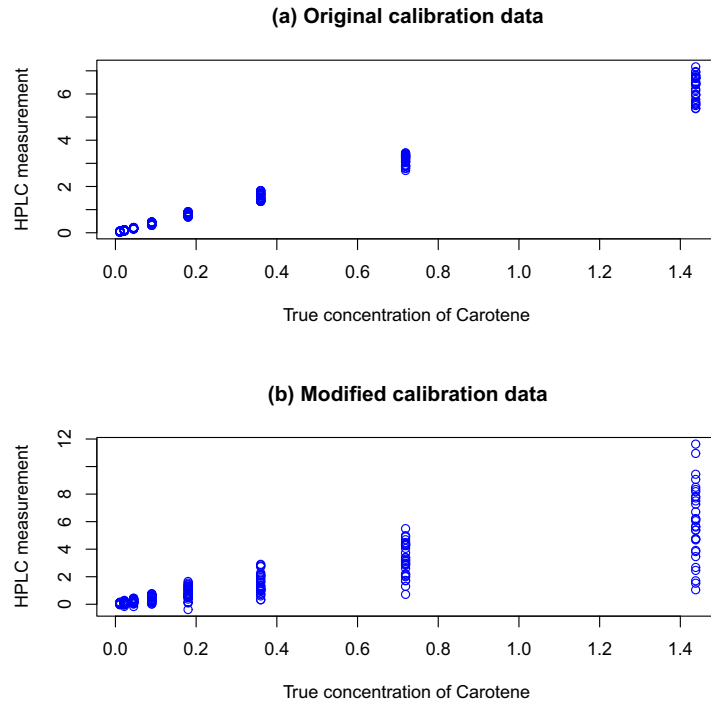 (a) Original calibration data
HPLC measurement
6
4
2
0
0.0 0.2 0.4 0.6 0.8 1.0 1.2 1.4
True concentration of Carotene
(b) Modified calibration data
HPLC measurement
12
8
6
4
2
0
0.0 0.2 0.4 0.6 0.8 1.0 1.2 1.4
True concentration of Carotene